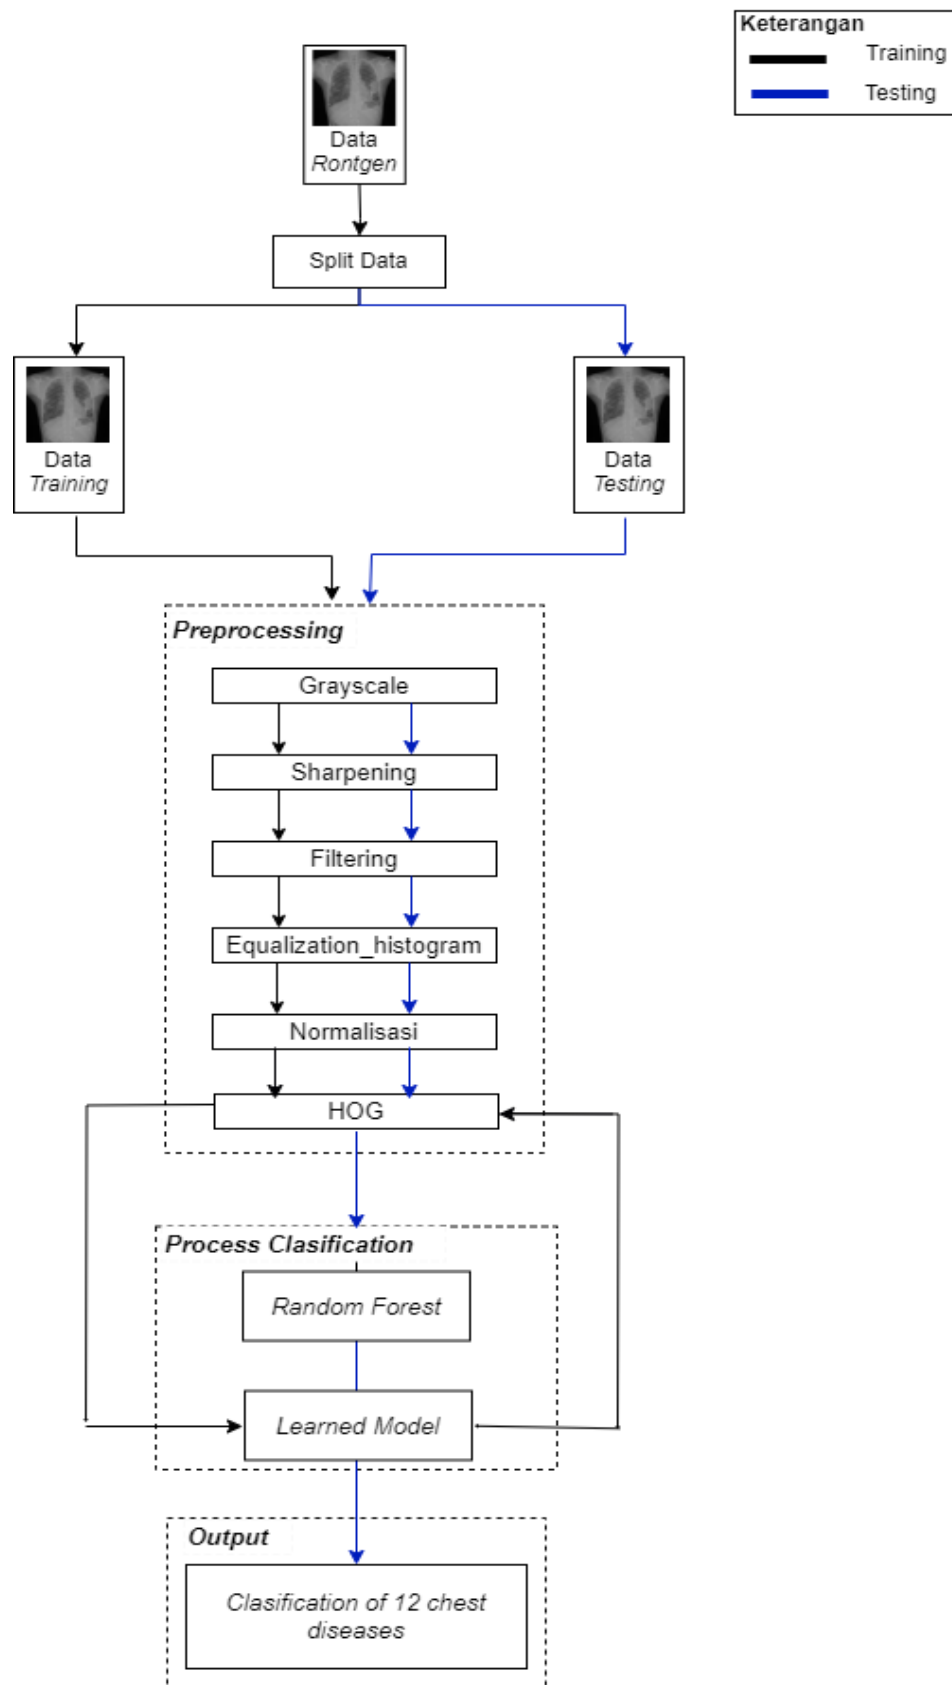 Keterangan
Training
Testing
Data
Rontgen
Split Data
Data
Training
Data
Testing
Preprocessing
Grayscale
Sharpening
Filtering
Equalization_histogram
Normalisasi
HOG
Process Clasification
Random Forest
Learned Model
Output
Clasification of 12 chest
diseases